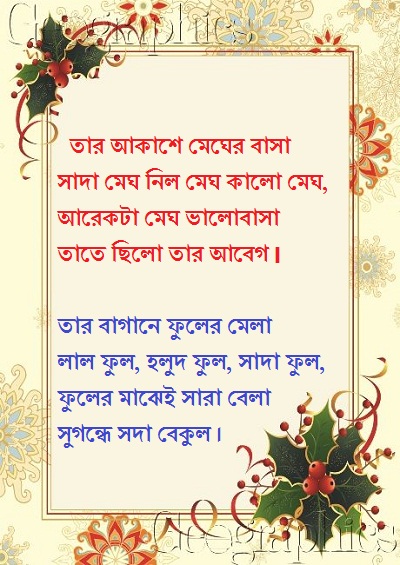 Geographics
তার আকাশে মেঘের বাসা
সাদা মেঘ নিল মেঘ কালো মেঘ,
আরেকটা মেঘ ভালোবাসা
তাতে ছিলো তার আবেগ।
তার বাগানে ফুলের মেলা
লাল ফুল, হলুদ ফুল, সাদা ফুল,
ফুলের মাঝেই সারা বেলা
সুগন্ধে সদা বেকুল।
Geographics